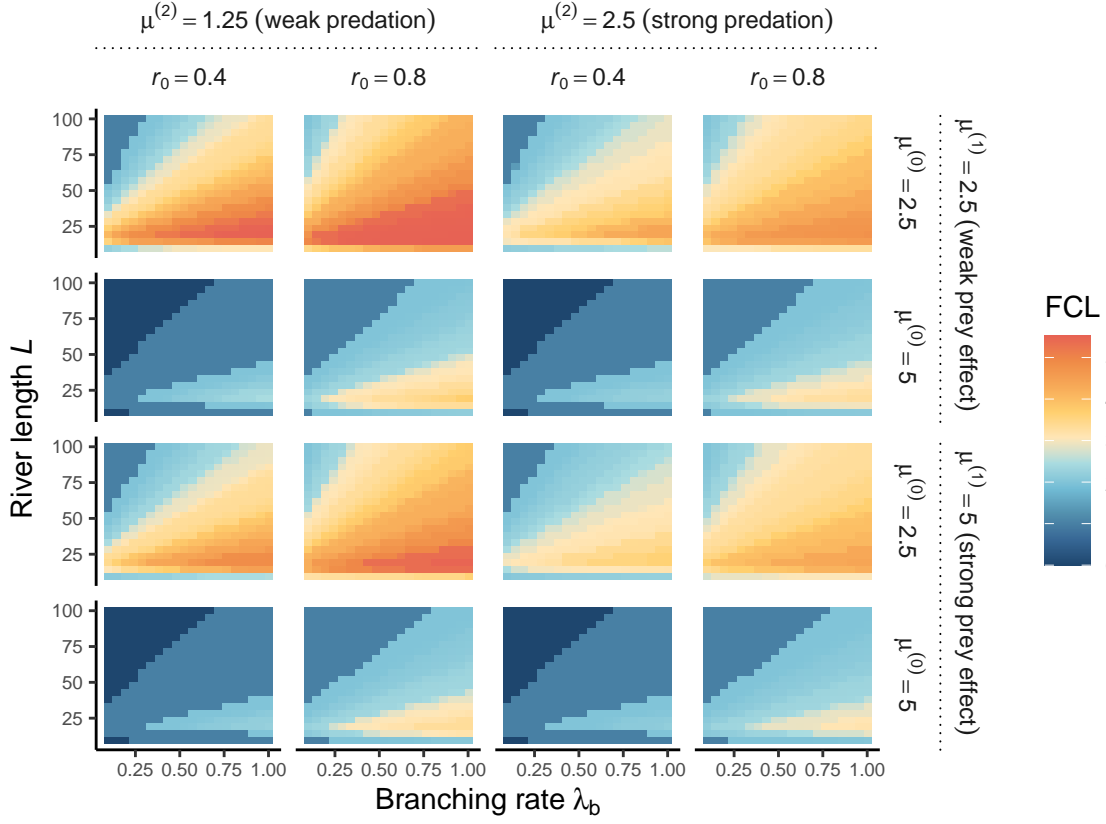 μ(2) = 1.25 (weak predation) μ(2) = 2.5 (strong predation)
r0 = 0.4 r0 = 0.8 r0 = 0.4 r0 = 0.8
100
75
50
25
μ(0) = 2.5
μ(1) = 2.5 (weak prey effect)
100
75
50
25
μ(0) = 5
100
75
50
25
μ(0) = 2.5
μ(1) = 5 (strong prey effect)
100
75
50
25
μ(0) = 5
River length L
0.25 0.50 0.75 1.00 0.25 0.50 0.75 1.00 0.25 0.50 0.75 1.00 0.25 0.50 0.75 1.00
Branching rate λb
FCL